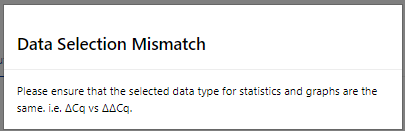 Data Selection Mismatch
Please ensure that the selected data type for statistics and graphs are the
same. i.e. ΔCq vs ΔΔCq.